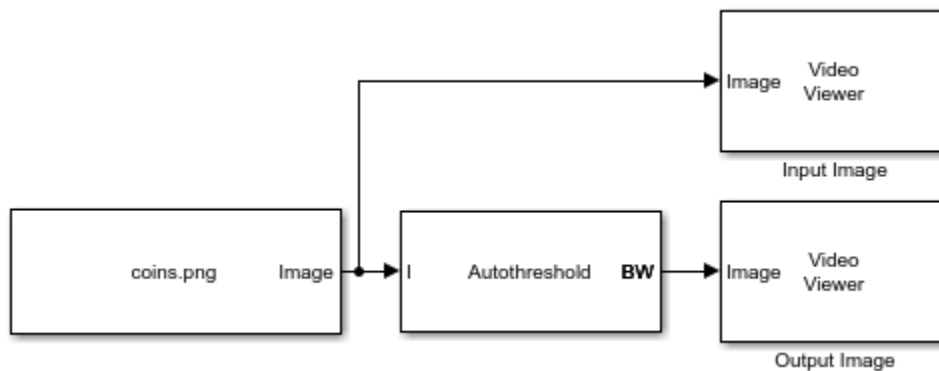 Image
Video
Viewer
Input Image
coins.png
Image
I
Autothreshold
BW
Image
Video
Viewer
Output Image